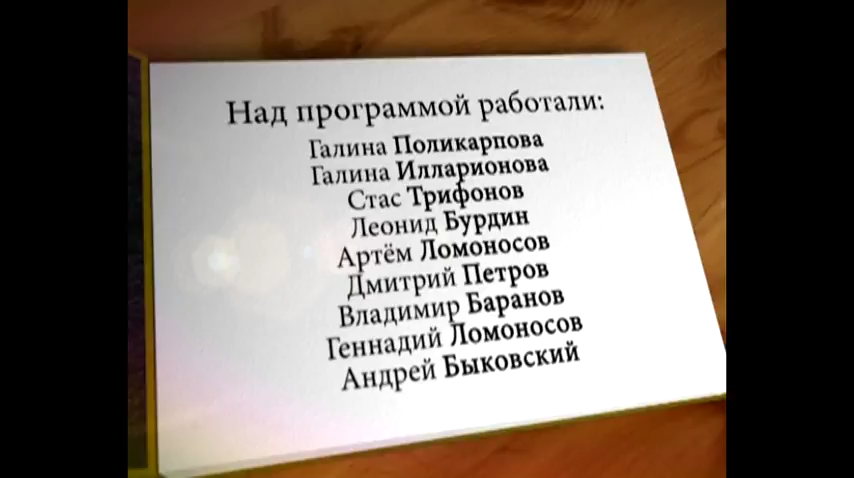 Над программой работали:
Галина Поликарпова
Галина Илларионова
Стас Трифонов
Леонид Бурдин
Артём Ломоносов
Дмитрий Петров
Владимир Баранов
Геннадий Ломоносов
Андрей Быковский